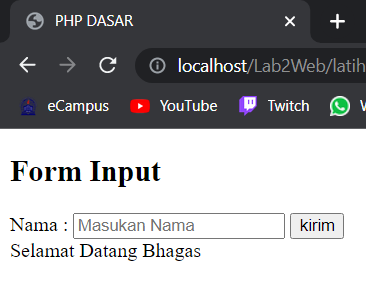 PHP DASAR
localhost/Lab2Web/latih
eCampus YouTube Twitch W
Form Input
Nama : Masukan Nama kirim
Selamat Datang Bhagas